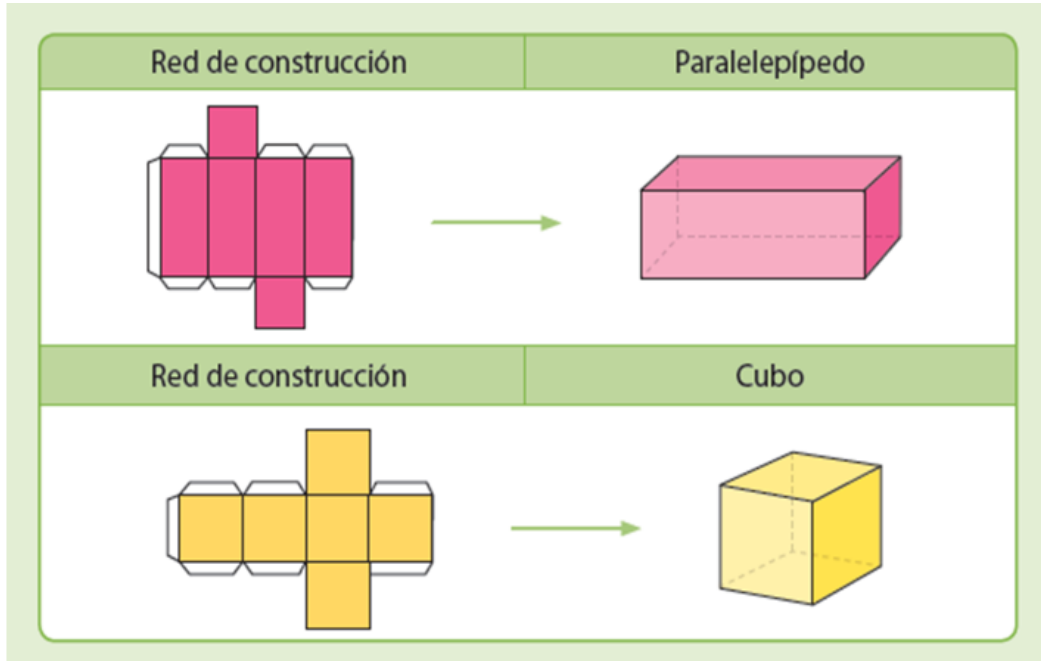 Red de construcción
Paralelepípedo
Red de construcción
Cubo